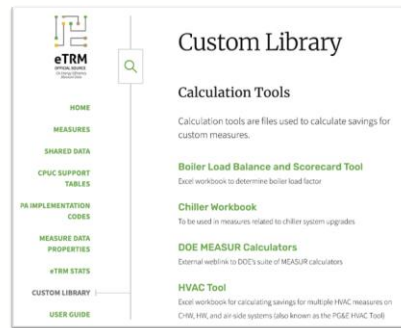 eTRM
OFFICIAL SOURCE
HOME
MEASURES
SHARED DATA
CPUC SUPPORT
TABLES
PA IMPLEMENTATION
CODES
MEASURE DATA
PROPERTIES
eTRM STATS
CUSTOM LIBRARY
USER GUIDE
Custom Library
Calculation Tools
Calculation tools are files used to calculate savings for
custom measures.
Boiler Load Balance and Scorecard Tool
Excel workbook to determine boiler load factor
Chiller Workbook
To be used in measures related to chiller system upgrades
DOE MEASUR Calculators
External weblink to DOE's suite of MEASUR calculators
HVAC Tool
Excel workbook for calculating savings for multiple HVAC measures on
CHW, HW, and air-side systems (also known as the PG&E HVAC Tool)